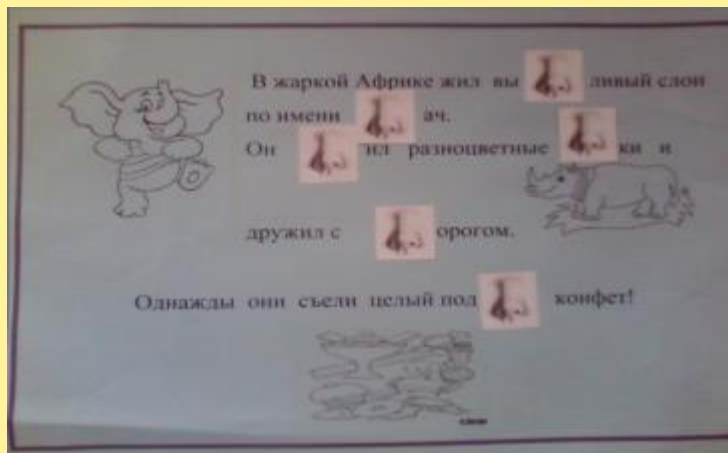 В жаркой Африке жил вы ливый слон
по имени ач.
Он ил разноцветные ки и
дружил с орогом.
Однажды они съели целый под конфет!